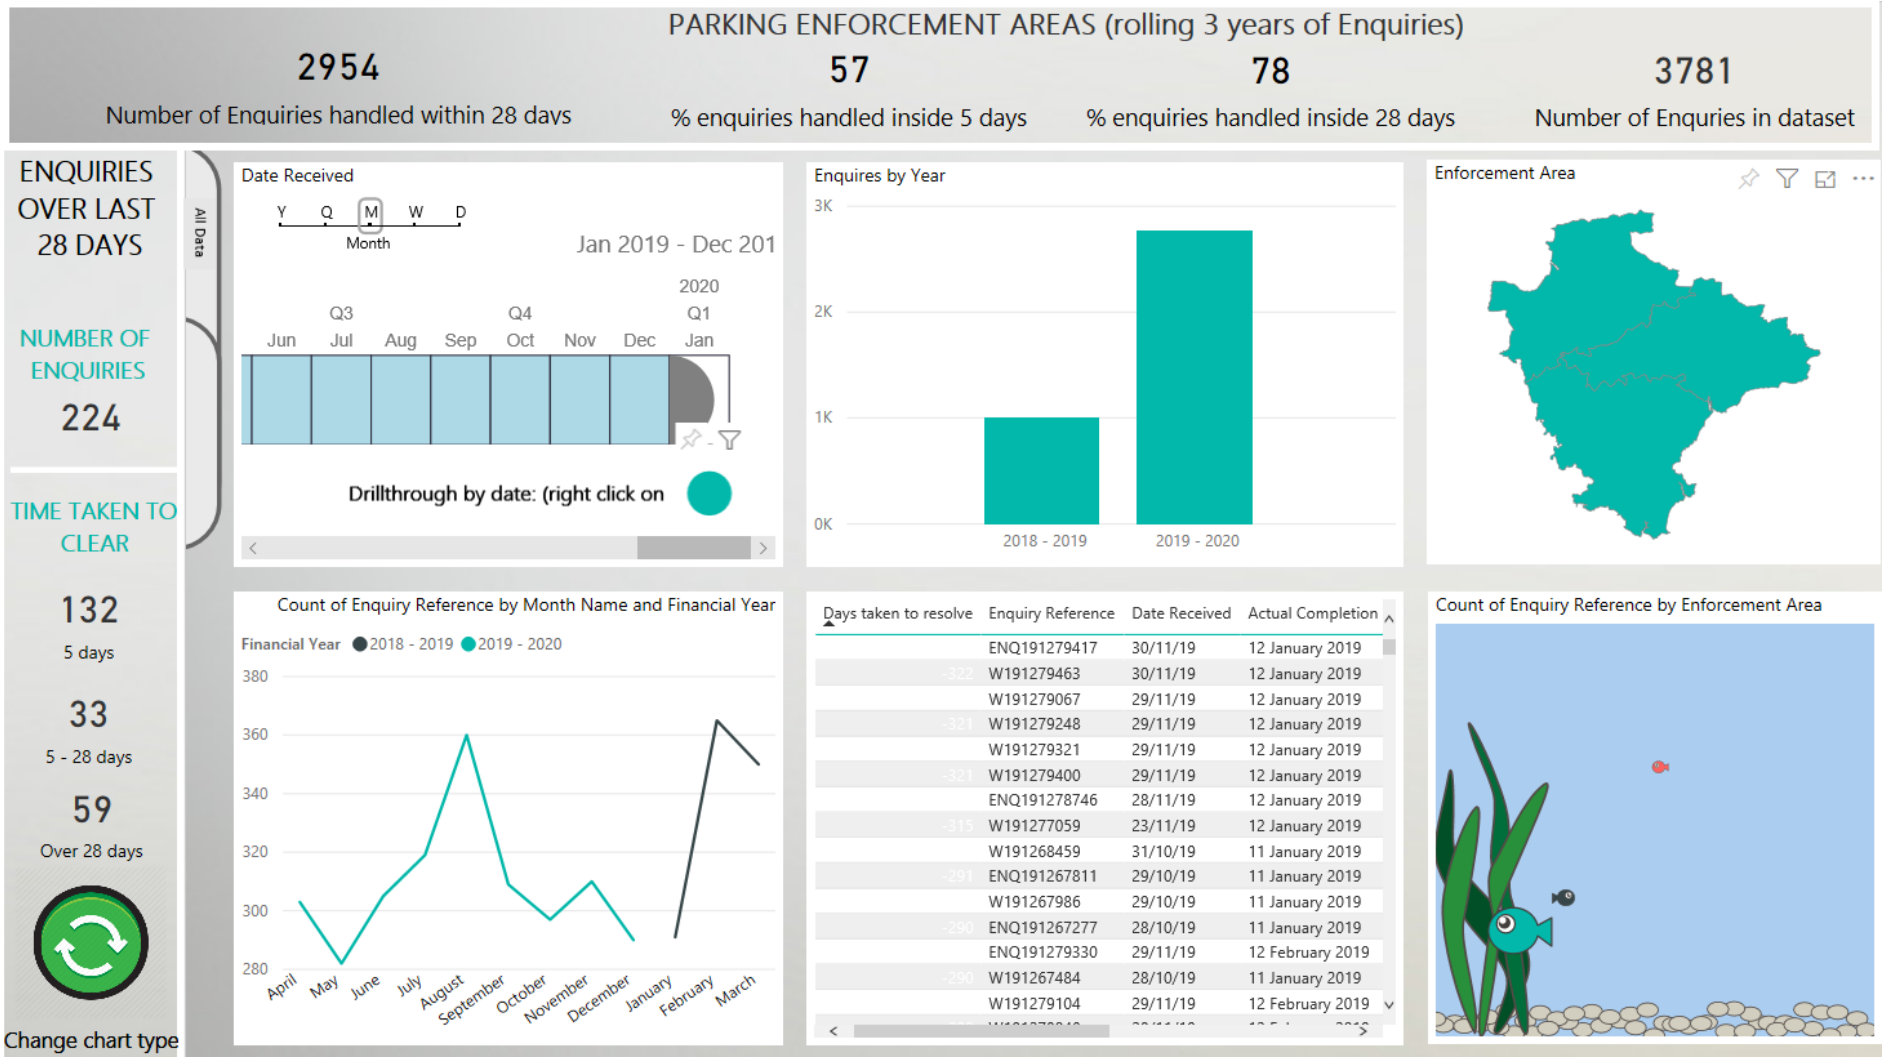 PARKING ENFORCEMENT AREAS (rolling 3 years of Enquiries)
2954
Number of Enquiries handled within 28 days
57
% enquiries handled inside 5 days
78
% enquiries handled inside 28 days
3781
Number of Enquries in dataset
ENQUIRIES
OVER LAST
28 DAYS
NUMBER OF
ENQUIRIES
224
TIME TAKEN TO
CLEAR
132
5 days
33
5 - 28 days
59
Over 28 days
Change chart type
All Data
Date Received
Y Q M W D
Month
Jan 2019 - Dec 201
2020
Q3 Q4 Q1
Jun Jul Aug Sep Oct Nov Dec Jan
Drillthrough by date: (right click on
Enquires by Year
3K
2K
1K
0K
2018 - 2019 2019 - 2020
Enforcement Area
Count of Enquiry Reference by Month Name and Financial Year
Financial Year 2018 - 2019 2019 - 2020
380
360
340
320
300
280
April May June July August September October November December January February March
Days taken to resolve Enquiry Reference Date Received Actual Completion
ENQ191279417 30/11/19 12 January 2019
-322 W191279463 30/11/19 12 January 2019
W191279067 29/11/19 12 January 2019
-321 W191279248 29/11/19 12 January 2019
W191279321 29/11/19 12 January 2019
-321 W191279400 29/11/19 12 January 2019
ENQ191278746 28/11/19 12 January 2019
-315 W191277059 23/11/19 12 January 2019
W191268459 31/10/19 11 January 2019
-291 ENQ191267811 29/10/19 11 January 2019
W191267986 29/10/19 11 January 2019
-290 ENQ191267277 28/10/19 11 January 2019
ENQ191279330 29/11/19 12 February 2019
-290 W191267484 28/10/19 11 January 2019
W191279104 29/11/19 12 February 2019
Count of Enquiry Reference by Enforcement Area